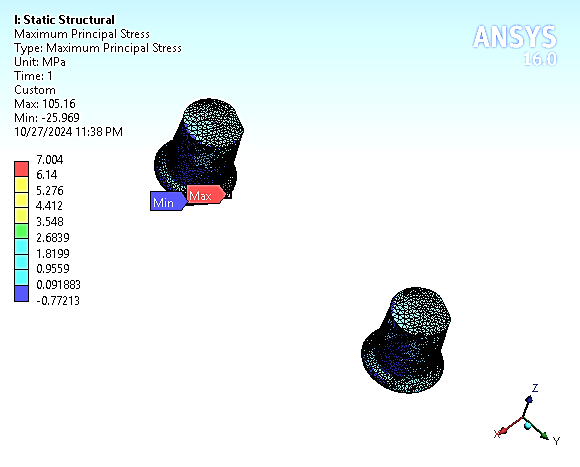 I: Static Structural
Maximum Principal Stress
Type: Maximum Principal Stress
Unit: MPa
Time: 1
Custom
Max: 105.16
Min: -25.969
10/27/2024 11:38 PM
ANSYS
16.0
7.004
6.14
5.276
4.412
3.548
2.6839
1.8199
0.9559
0.091883
-0.77213
Min
Max
Z
X
Y